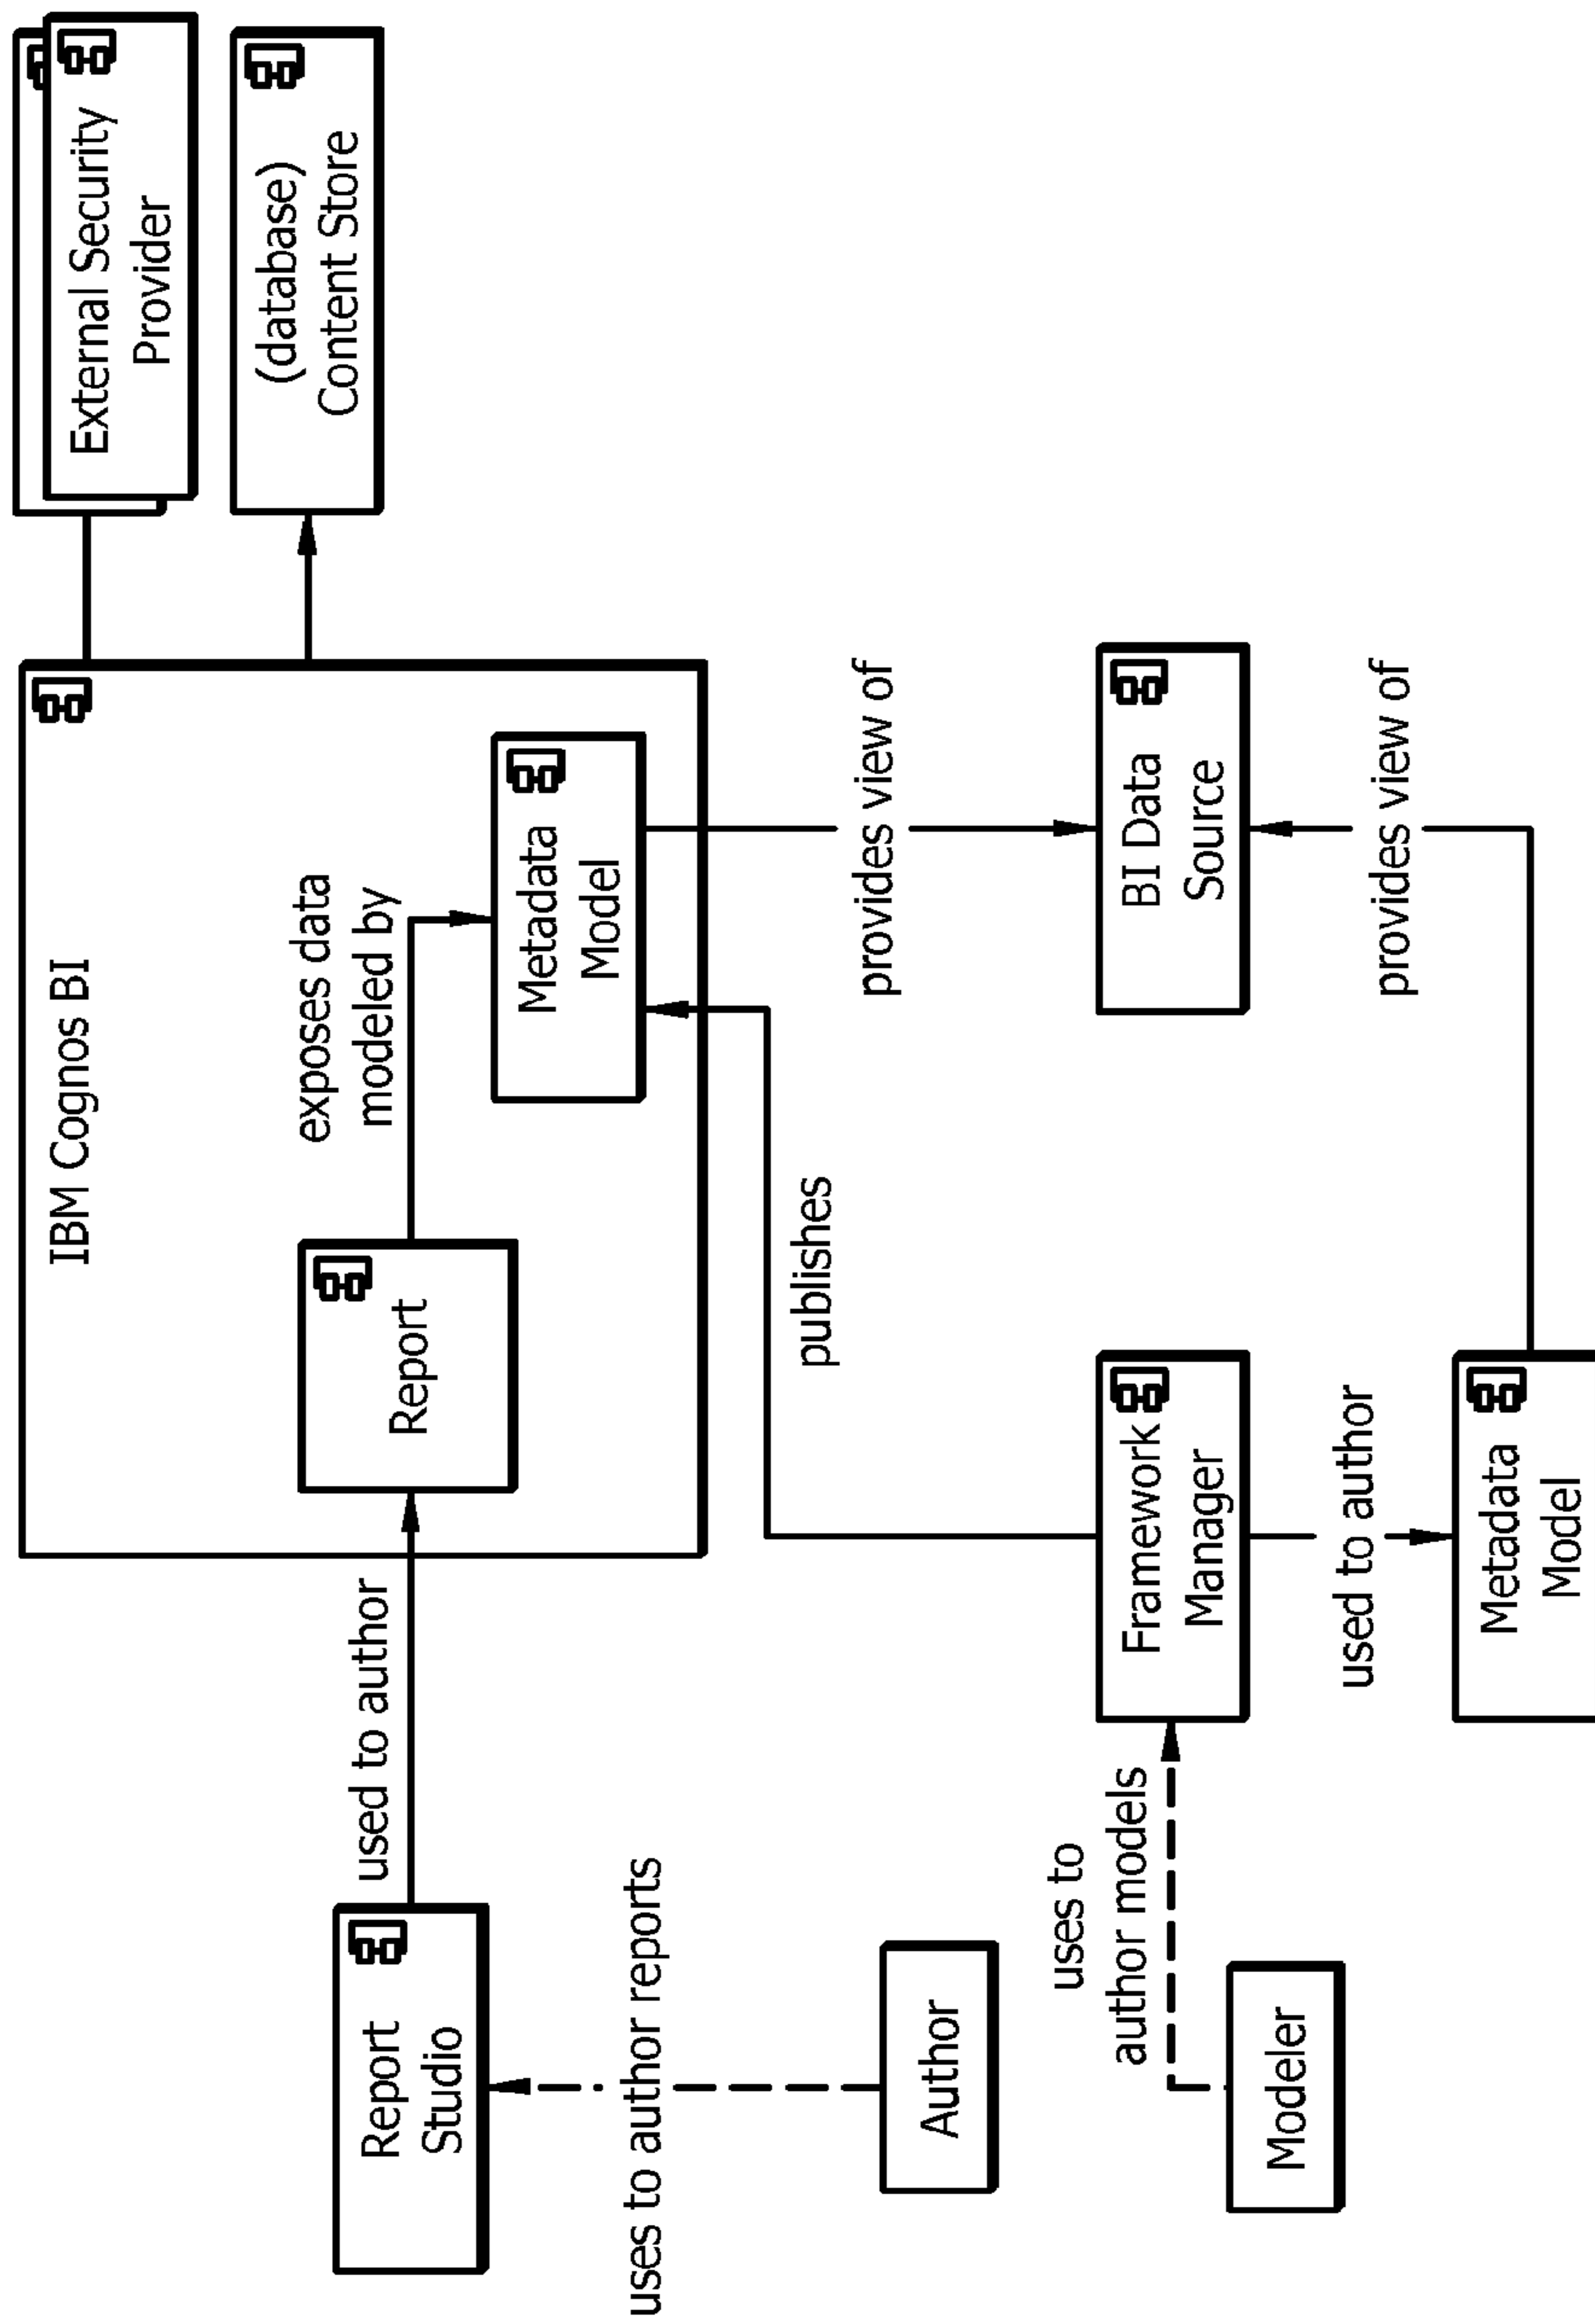 External Security
Provider
(database)
Content Store
IBM Cognos BI
exposes data
modeled by
Metadata
Model
Report
used to author
Report
Studio
uses to author reports
Author
publishes
provides view of
BI Data
Source
provides view of
Framework
Manager
used to author
Metadata
Model
uses to
author models
Modeler